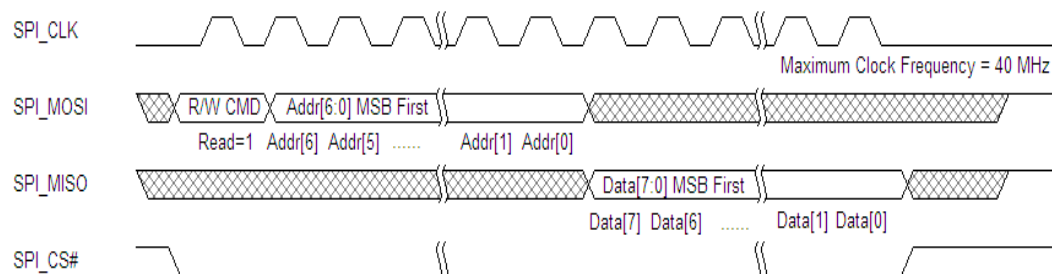 SPI_CLK
Maximum Clock Frequency = 40 MHz
SPI_MOSI R/W CMD Addr[6:0] MSB First
Read=1 Addr[6] Addr[5] ...... Addr[1] Addr[0]
SPI_MISO Data[7:0] MSB First
Data[7] Data[6] ...... Data[1] Data[0]
SPI_CS#